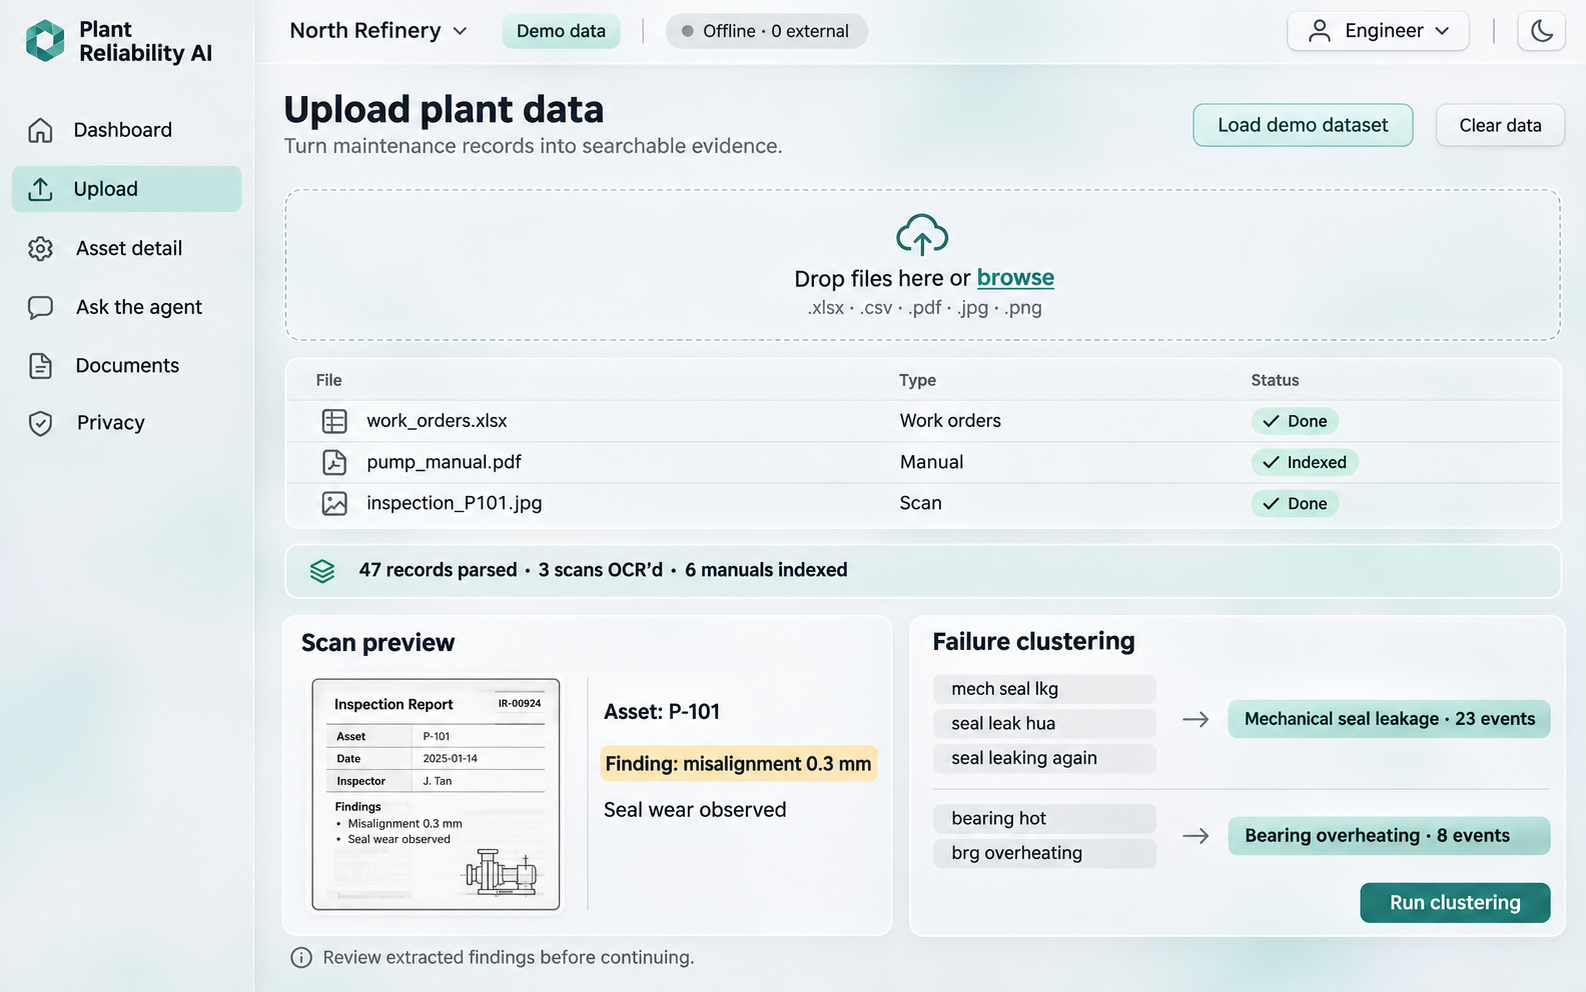 Plant
Reliability AI
North Refinery
Demo data
Offline · 0 external
Engineer
Dashboard
Upload
Asset detail
Ask the agent
Documents
Privacy
Upload plant data
Turn maintenance records into searchable evidence.
Load demo dataset
Clear data
Drop files here or browse
.xlsx · .csv · .pdf · .jpg · .png
File Type Status
work_orders.xlsx Work orders Done
pump_manual.pdf Manual Indexed
inspection_P101.jpg Scan Done
47 records parsed · 3 scans OCR’d · 6 manuals indexed
Scan preview
Inspection Report IR-00924
Asset P-101
Date 2025-01-14
Inspector J. Tan
Findings
• Misalignment 0.3 mm
• Seal wear observed
Asset: P-101
Finding: misalignment 0.3 mm
Seal wear observed
Failure clustering
mech seal lkg
seal leak hua
seal leaking again
Mechanical seal leakage · 23 events
bearing hot
brg overheating
Bearing overheating · 8 events
Run clustering
Review extracted findings before continuing.